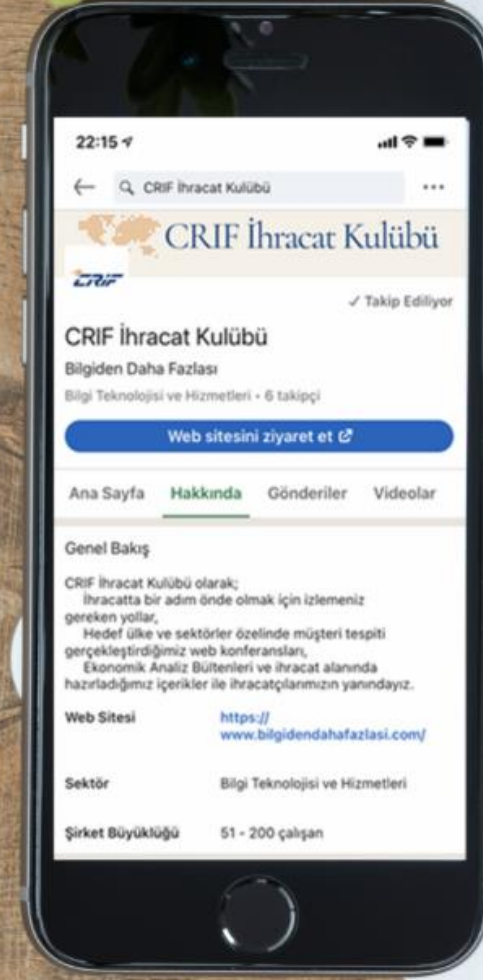 22:15
CRIF İhracat Kulübü
CRIF İhracat Kulübü
CRIF
✓ Takip Ediliyor
CRIF İhracat Kulübü
Bilgiden Daha Fazlası
Bilgi Teknolojisi ve Hizmetleri • 6 takipçi
Web sitesini ziyaret et
Ana Sayfa Hakkında Gönderiler Videolar
Genel Bakış
CRIF İhracat Kulübü olarak;
İhracatta bir adım önde olmak için izlemeniz
gereken yollar,
Hedef ülke ve sektörler özelinde müşteri tespiti
gerçekleştirdiğimiz web konferansları,
Ekonomik Analiz Bültenleri ve ihracat alanında
hazırladığımız içerikler ile ihracatçılarımızın yanındayız.
Web Sitesi https://
www.bilgidendahafazlasi.com/
Sektör Bilgi Teknolojisi ve Hizmetleri
Şirket Büyüklüğü 51 - 200 çalışan